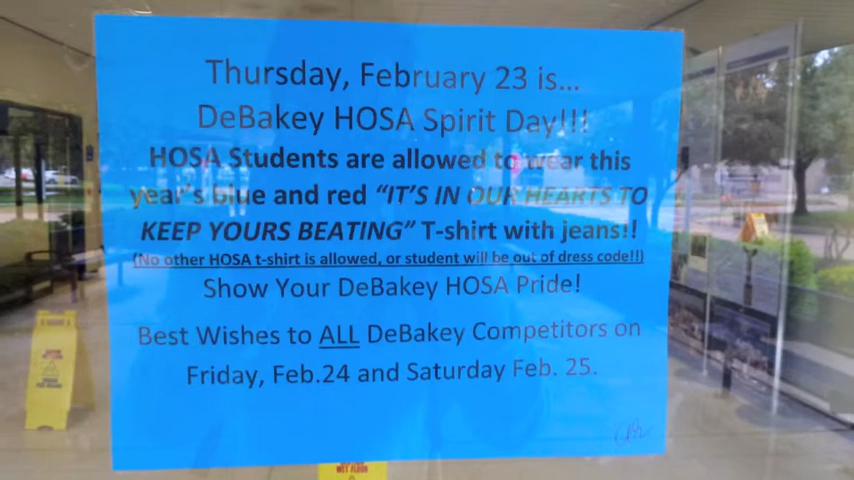 Thursday, February 23 is...
DeBakey HOSA Spirit Day!!!
HOSA Students are allowed to wear this
year's blue and red "IT'S IN OUR HEARTS TO
KEEP YOURS BEATING" T-shirt with jeans!!
(No other HOSA t-shirt is allowed, or student will be out of dress code!!)
Show Your DeBakey HOSA Pride!
Best Wishes to ALL DeBakey Competitors on
Friday, Feb.24 and Saturday Feb. 25.
WET FLOOR